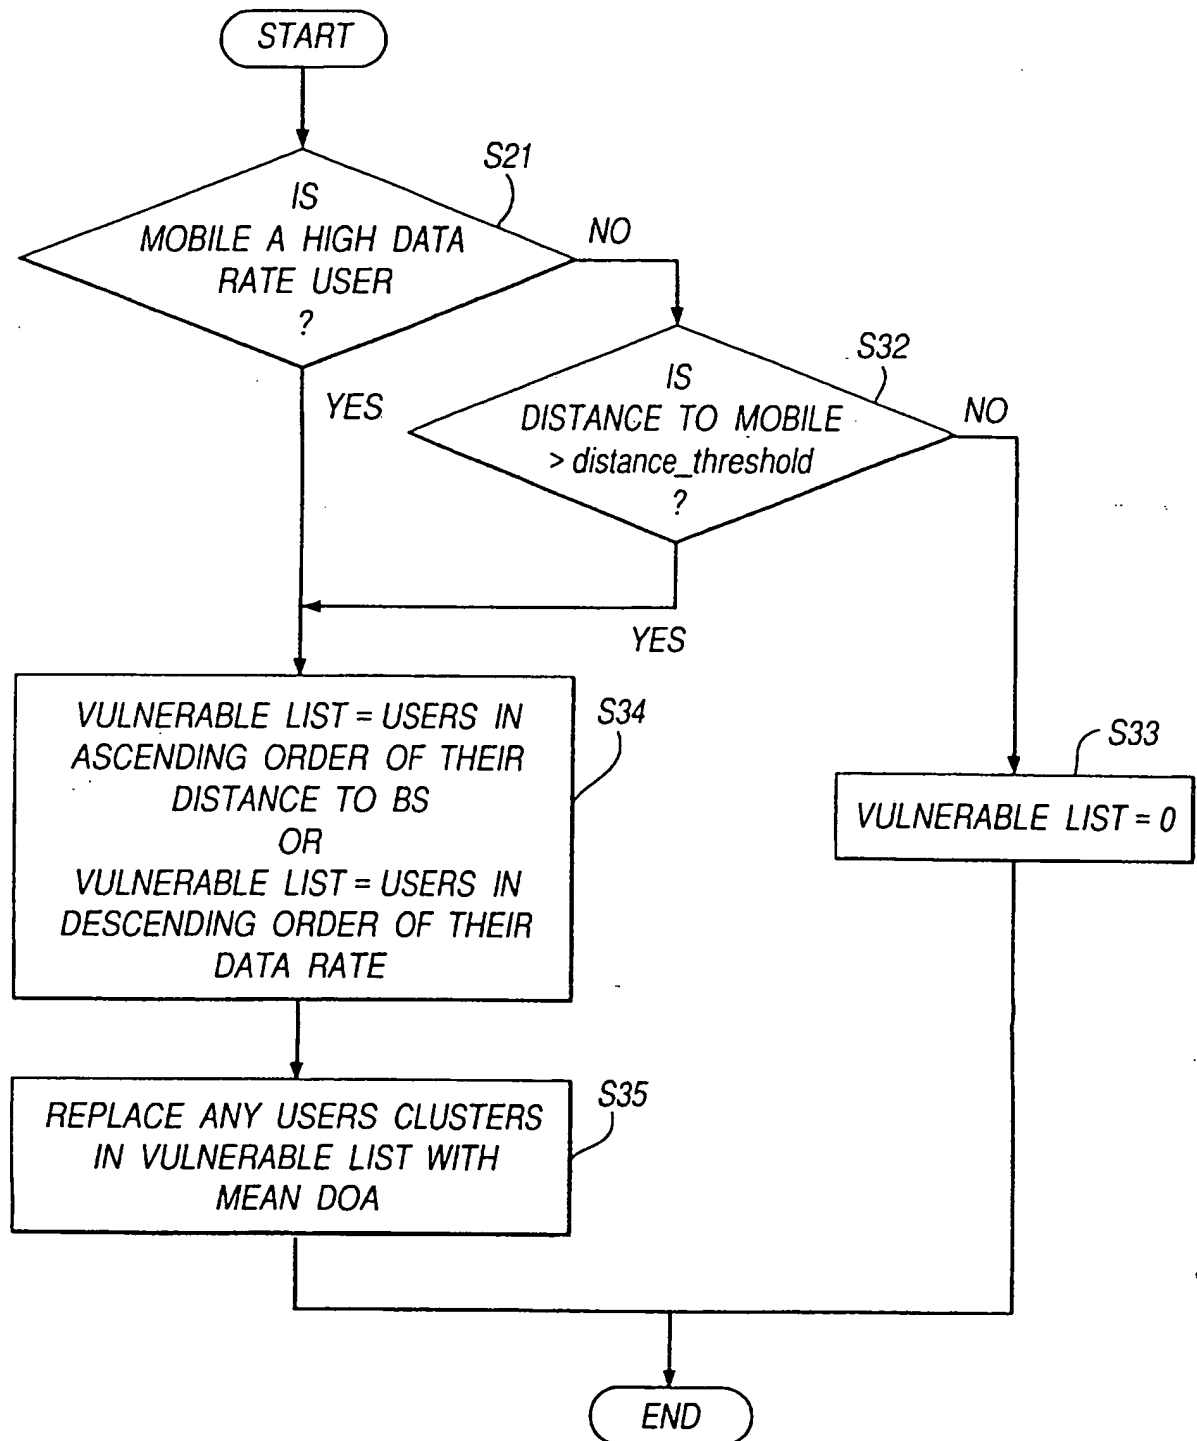 START
S21
IS
MOBILE A HIGH DATA
RATE USER
?
NO
YES
S32
IS
DISTANCE TO MOBILE
> distance_threshold
?
NO
YES
S34
VULNERABLE LIST = USERS IN
ASCENDING ORDER OF THEIR
DISTANCE TO BS
OR
VULNERABLE LIST = USERS IN
DESCENDING ORDER OF THEIR
DATA RATE
S33
VULNERABLE LIST = 0
S35
REPLACE ANY USERS CLUSTERS
IN VULNERABLE LIST WITH
MEAN DOA
END